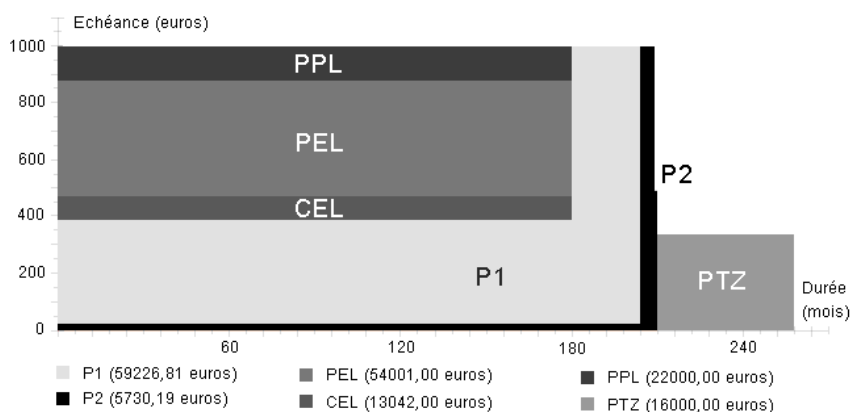 Echéance (euros)
1000
PPL
800
PEL
600
P2
400
CEL
200
P1
PTZ
Durée
(mois)
0
60
120
180
240
P1 (59226,81 euros)
PEL (54001,00 euros)
PPL (22000,00 euros)
P2 (5730,19 euros)
CEL (13042,00 euros)
PTZ (16000,00 euros)